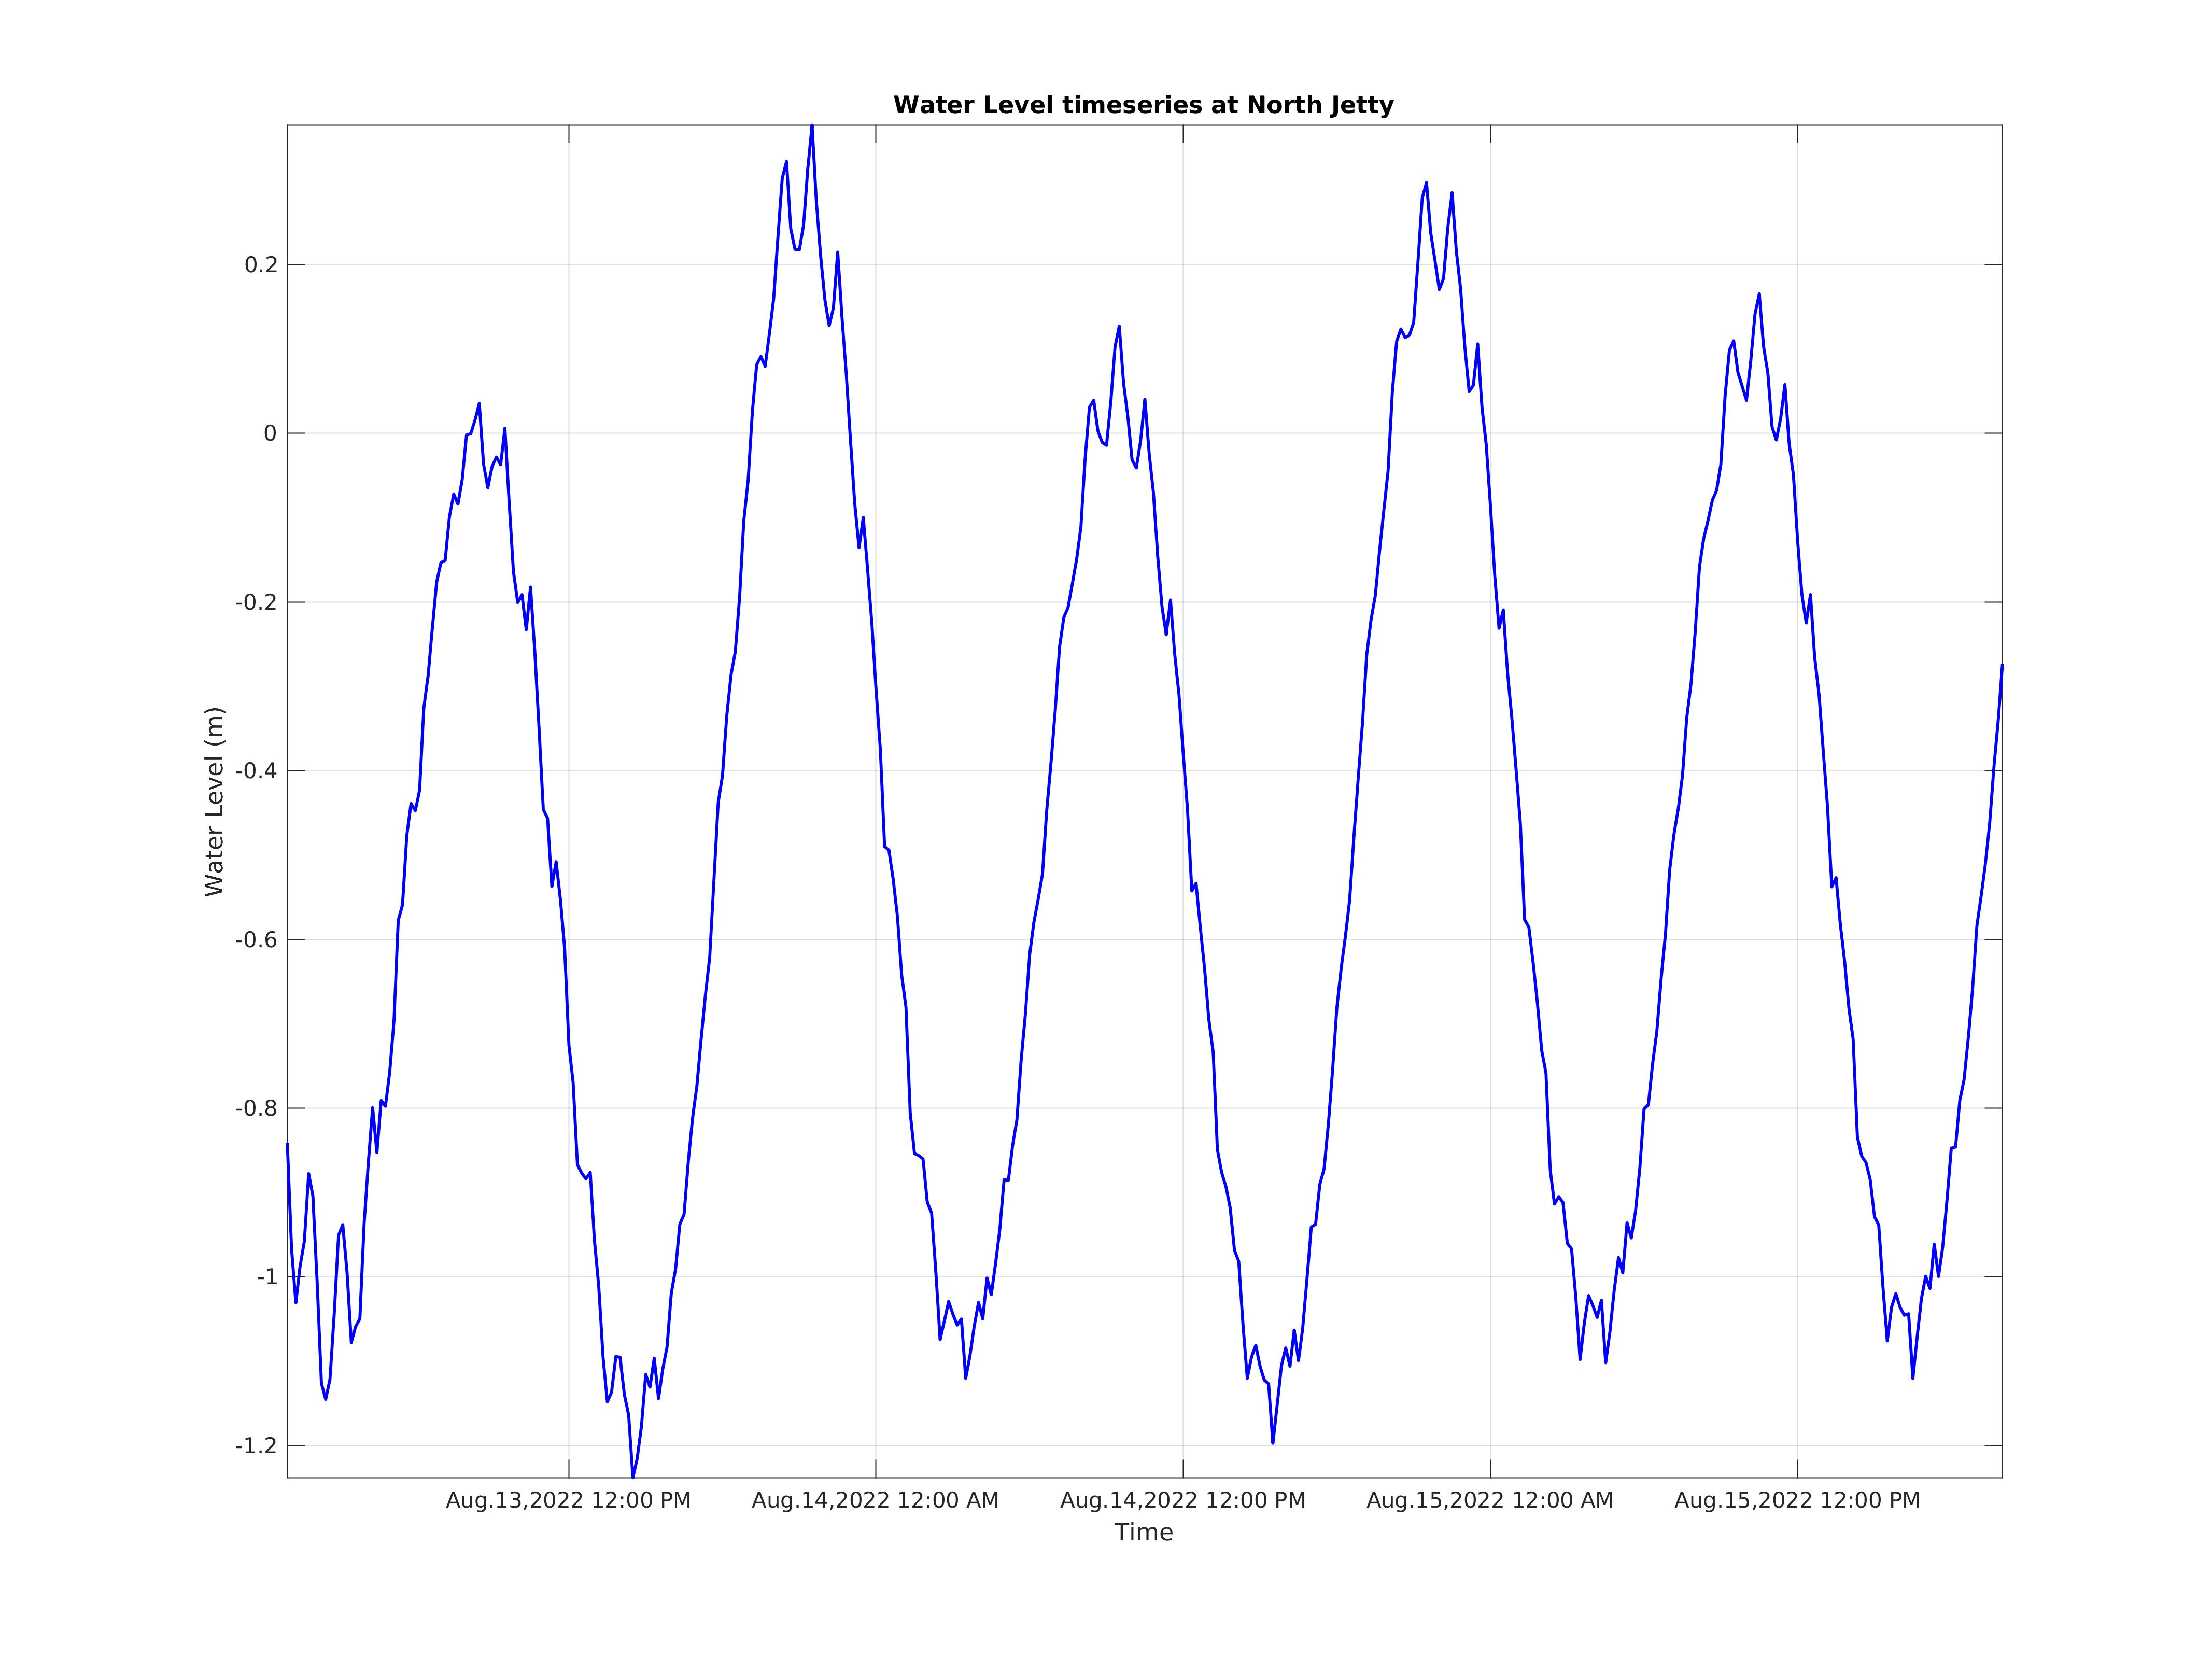 Water Level timeseries at North Jetty
0.2
0
-0.2
-0.4
-0.6
-0.8
-1
-1.2
Water Level (m)
Aug.13,2022 12:00 PM
Aug.14,2022 12:00 AM
Aug.14,2022 12:00 PM
Aug.15,2022 12:00 AM
Aug.15,2022 12:00 PM
Time